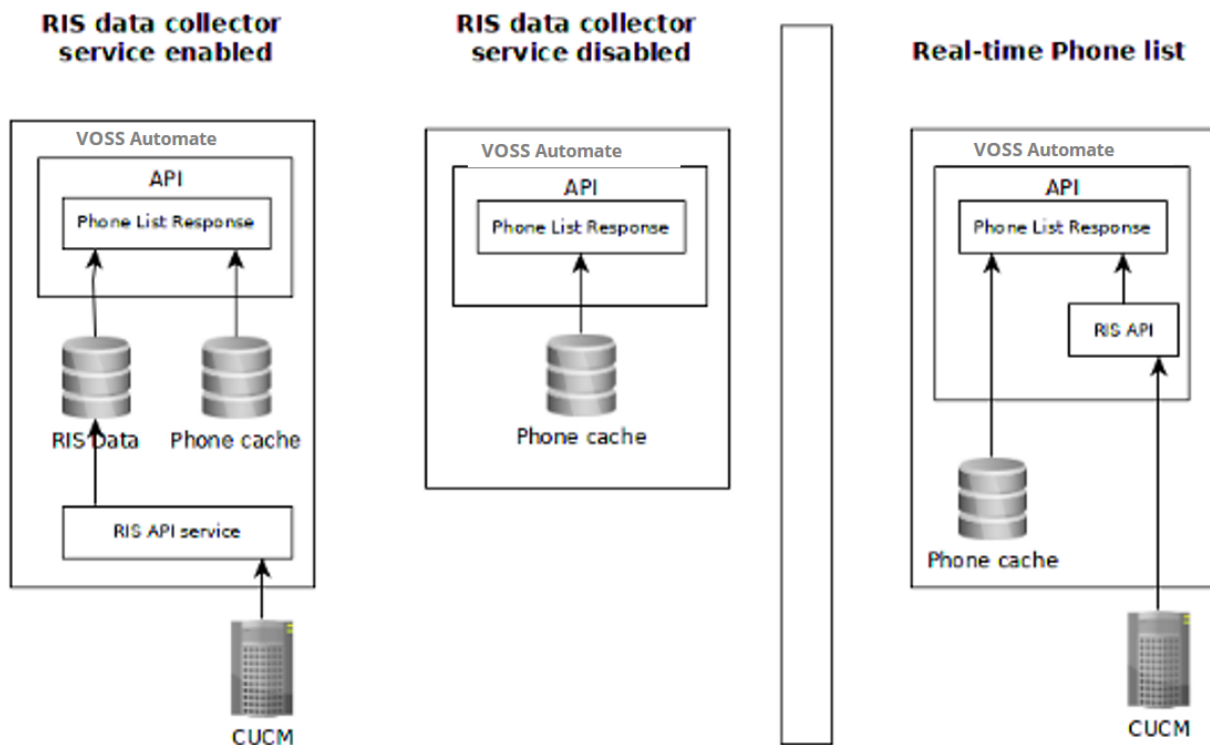 RIS data collector
service enabled
VOSS Automate
API
Phone List Response
RIS Data
Phone cache
RIS API service
CUCM
RIS data collector
service disabled
VOSS Automate
API
Phone List Response
Phone cache
Real-time Phone list
VOSS Automate
API
Phone List Response
RIS API
Phone cache
CUCM